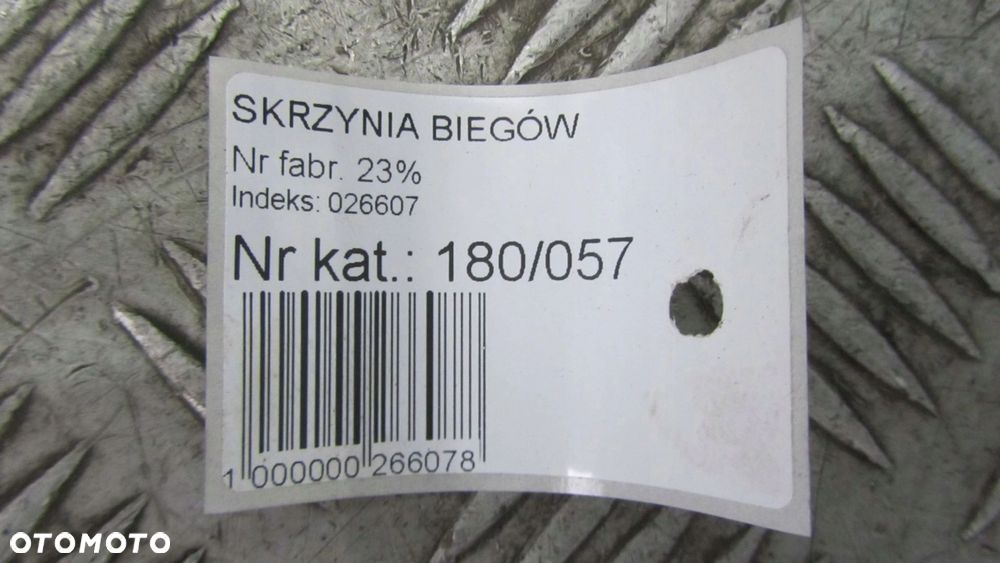 SKRZYNIA BIEGÓW
Nr fabr. 23%
Indeks: 026607
Nr kat.: 180/057
1 000000 266078
OTOMOTO